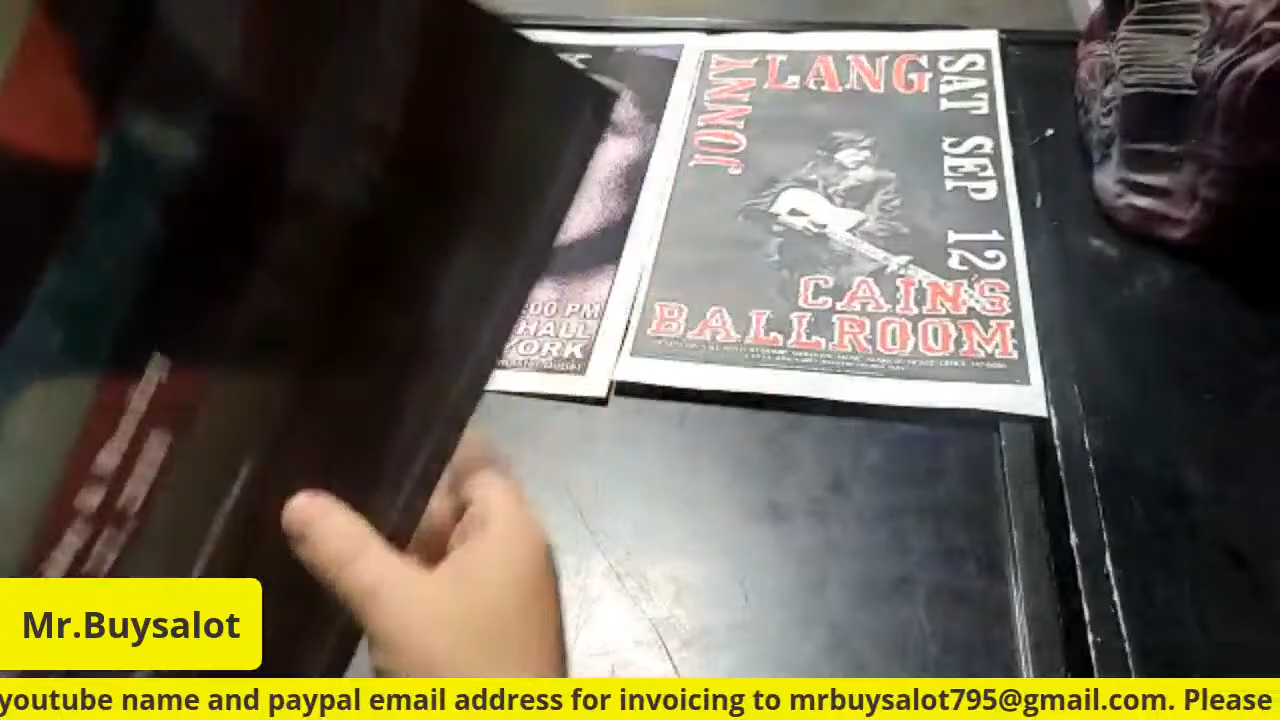 JONNY
LANG
SAT SEP 12
CAIN'S
BALLROOM
:00 PM
HALL
YORK
Mr.Buysalot
youtube name and paypal email address for invoicing to mrbuysalot795@gmail.com. Please